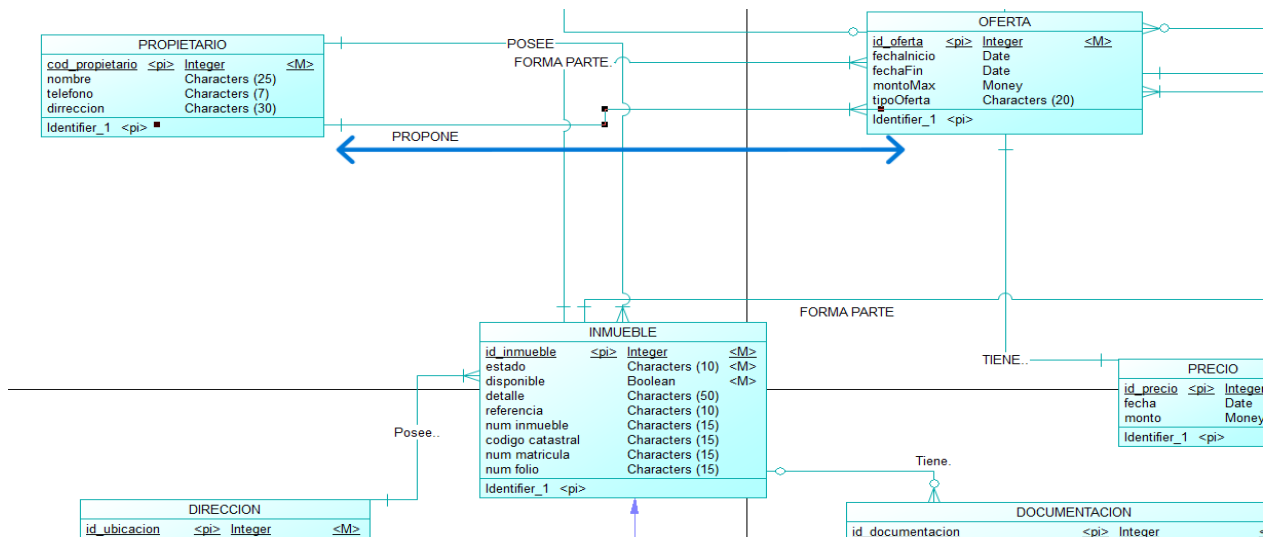 PROPIETARIO
cod_propietario <pi> Integer <M>
nombre Characters (25)
telefono Characters (7)
dirreccion Characters (30)
Identifier_1 <pi>
POSEE
FORMA PARTE.
PROPONE
OFERTA
id_oferta <pi> Integer <M>
fechaInicio Date
fechaFin Date
montoMax Money
tipoOferta Characters (20)
Identifier_1 <pi>
FORMA PARTE
INMUEBLE
id_inmueble <pi> Integer <M>
estado Characters (10) <M>
disponible Boolean <M>
detalle Characters (50)
referencia Characters (10)
num inmueble Characters (15)
codigo catastral Characters (15)
num matricula Characters (15)
num folio Characters (15)
Identifier_1 <pi>
TIENE..
PRECIO
id_precio <pi> Integer
fecha Date
monto Money
Identifier_1 <pi>
Posee..
Tiene.
DIRECCION
id_ubicacion <pi> Integer <M>
DOCUMENTACION
id_documentacion <pi> Integer